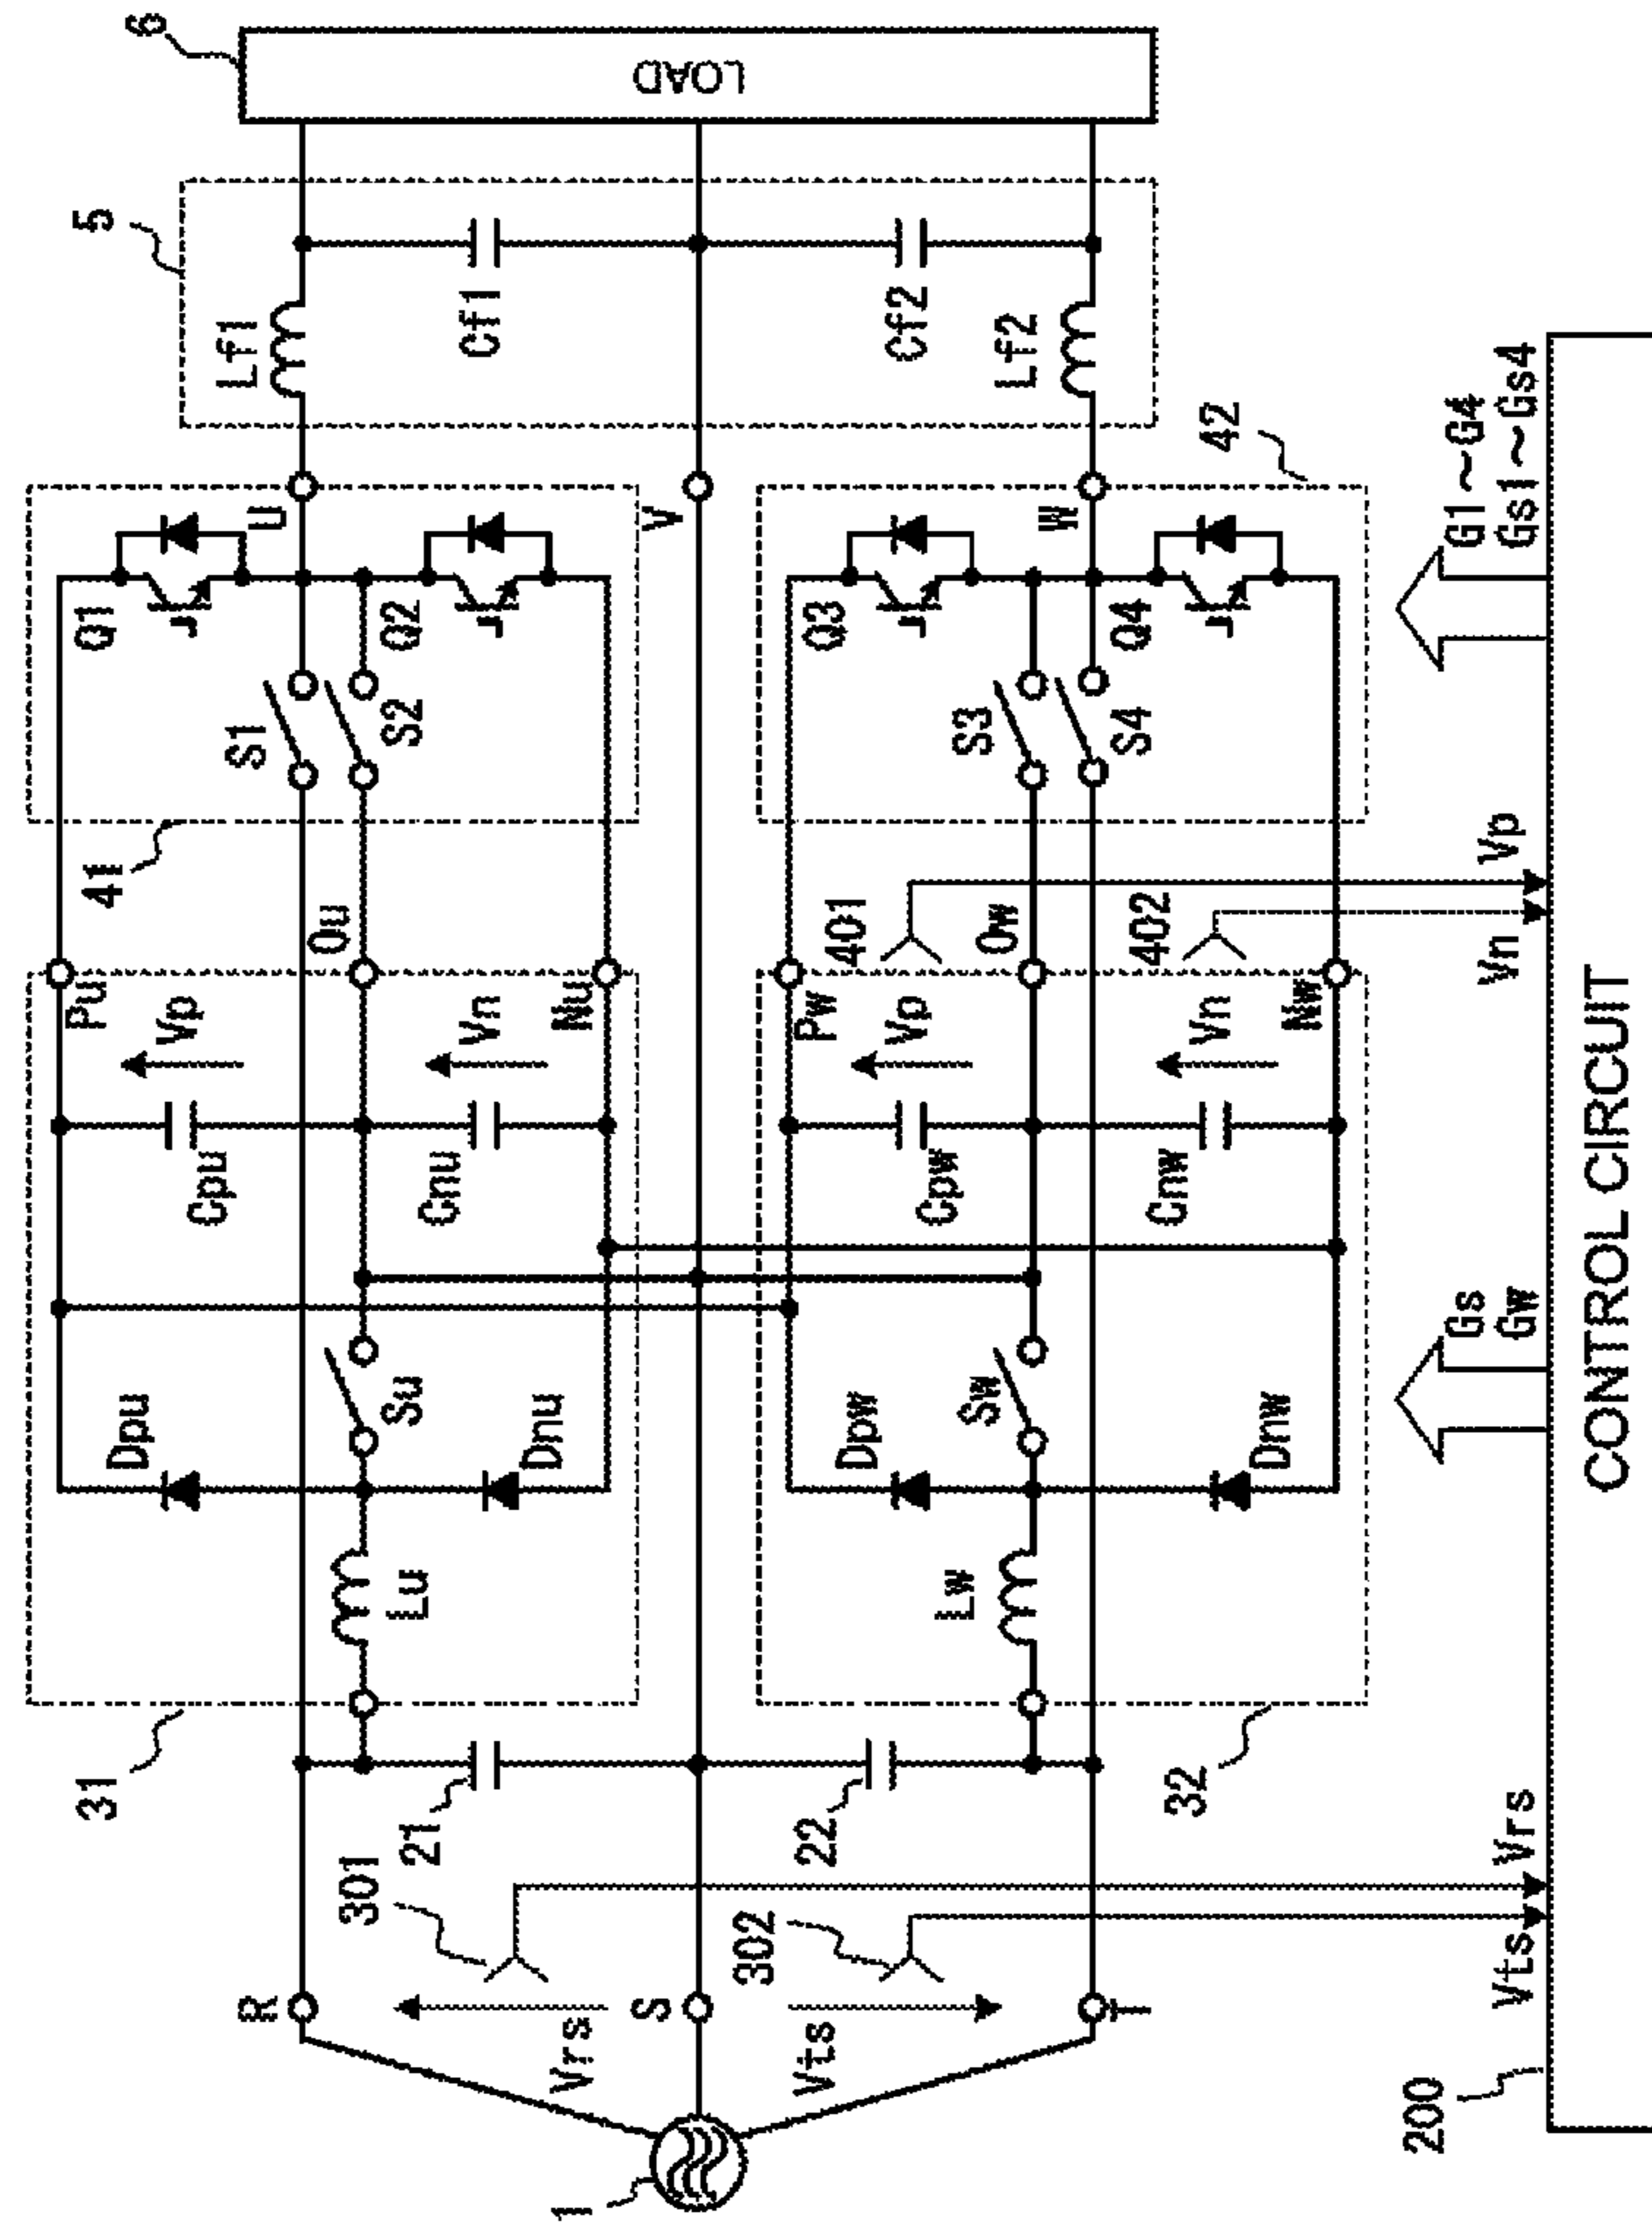 1
R
S
T
Vrs
Vts
301
302
21
22
31
Lu
Dpu
Su
Dnu
Cpu
Vp
Cnu
Vn
Pu
Ou
Nu
32
Lw
Dpw
Sw
Dnw
Cpw
Vp
Cnw
Vn
Pw
Ow
Nw
401
402
41
S1
S2
Q1
Q2
U
V
S3
S4
Q3
Q4
W
42
5
Lf1
Cf1
Cf2
Lf2
6
LOAD
200
Vts
Vrs
Gs
Gw
Vn
Vp
G1~G4
Gs1~Gs4
CONTROL CIRCUIT